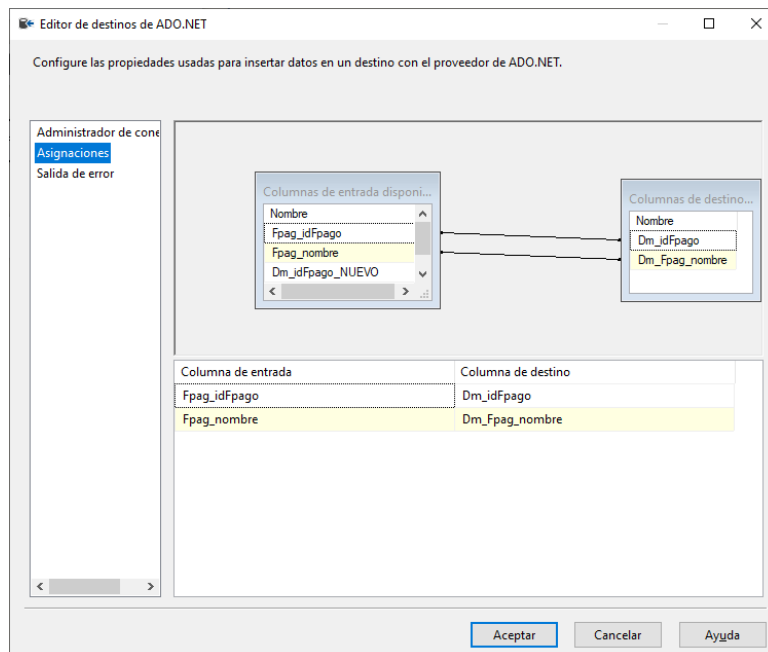 Editor de destinos de ADO.NET
Configure las propiedades usadas para insertar datos en un destino con el proveedor de ADO.NET.
Administrador de cone
Asignaciones
Salida de error
Columnas de entrada disponi...
Nombre
Fpag_idFpago
Fpag_nombre
Dm_idFpago_NUEVO
Columnas de destino...
Nombre
Dm_idFpago
Dm_Fpag_nombre
Columna de entrada Columna de destino
Fpag_idFpago Dm_idFpago
Fpag_nombre Dm_Fpag_nombre
Aceptar Cancelar Ayuda